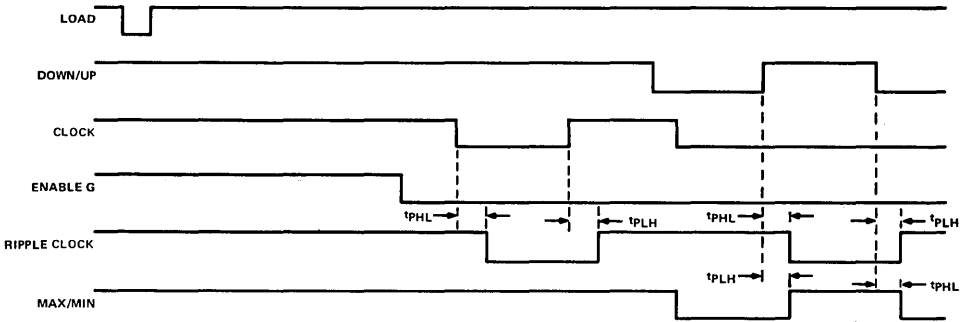 LOAD
DOWN/UP
CLOCK
ENABLE G
tPHL
tPLH
tPHL
tPLH
RIPPLE CLOCK
tPLH
tPHL
MAX/MIN